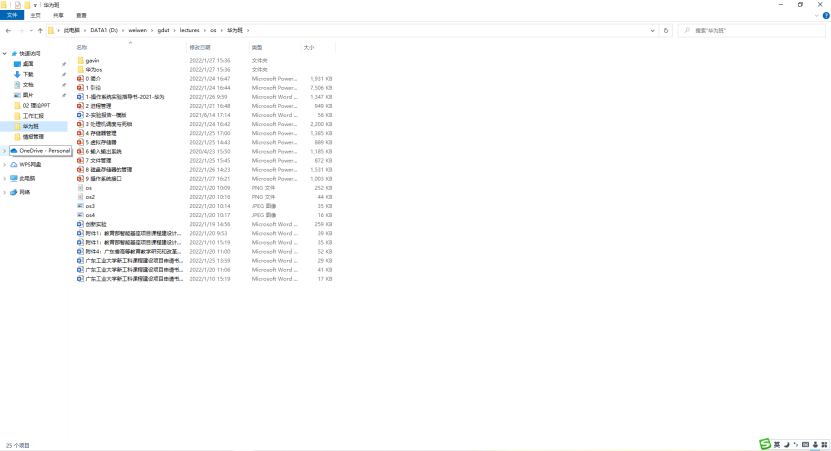 华为班
文件 主页 共享 查看
此电脑 › DATA1 (D:) › weiwen › gdut › lectures › os › 华为班 ›
搜索"华为班"
名称 修改日期 类型 大小
快速访问
桌面
下载
文档
图片
02 理论PPT
工作汇报
华为班
情报管理
OneDrive - Personal
WPS网盘
此电脑
网络
gavin 2022/1/27 15:36 文件夹
华为os 2022/1/27 15:36 文件夹
0 简介 2022/1/24 16:47 Microsoft Power... 1,931 KB
1 引论 2022/1/24 16:44 Microsoft Power... 7,506 KB
1-操作系统实验指导书-2021-华为 2022/1/26 9:59 Microsoft Word ... 1,347 KB
2 进程管理 2022/1/21 16:48 Microsoft Power... 949 KB
2-实验报告--模板 2021/6/14 17:14 Microsoft Word ... 56 KB
3 处理机调度与死锁 2022/1/24 16:42 Microsoft Power... 2,200 KB
4 存储器管理 2022/1/25 17:00 Microsoft Power... 1,365 KB
5 虚拟存储器 2022/1/25 14:43 Microsoft Power... 889 KB
6 输入输出系统 2020/4/23 15:50 Microsoft Power... 1,185 KB
7 文件管理 2022/1/25 15:45 Microsoft Power... 872 KB
8 磁盘存储器的管理 2022/1/26 14:23 Microsoft Power... 1,531 KB
9 操作系统接口 2022/1/27 16:21 Microsoft Power... 1,003 KB
os 2022/1/20 10:09 PNG 文件 252 KB
os2 2022/1/20 10:16 PNG 文件 44 KB
os3 2022/1/20 10:14 JPEG 图像 35 KB
os4 2022/1/20 10:17 JPEG 图像 16 KB
创新实验 2022/1/19 14:56 Microsoft Word ... 259 KB
附件1：教育部智能基座项目课程建设计... 2022/1/20 9:53 Microsoft Word ... 39 KB
附件1：教育部智能基座项目课程建设计... 2022/1/10 15:19 Microsoft Word ... 35 KB
附件4：广东省高等教育教学研究和改革... 2022/1/20 11:00 Microsoft Word ... 52 KB
广东工业大学新工科课程建设项目申请书... 2022/1/25 13:59 Microsoft Word ... 29 KB
广东工业大学新工科课程建设项目申请书... 2022/1/20 11:06 Microsoft Word ... 41 KB
广东工业大学新工科课程建设项目申请书... 2022/1/10 15:19 Microsoft Word ... 17 KB
25 个项目
英